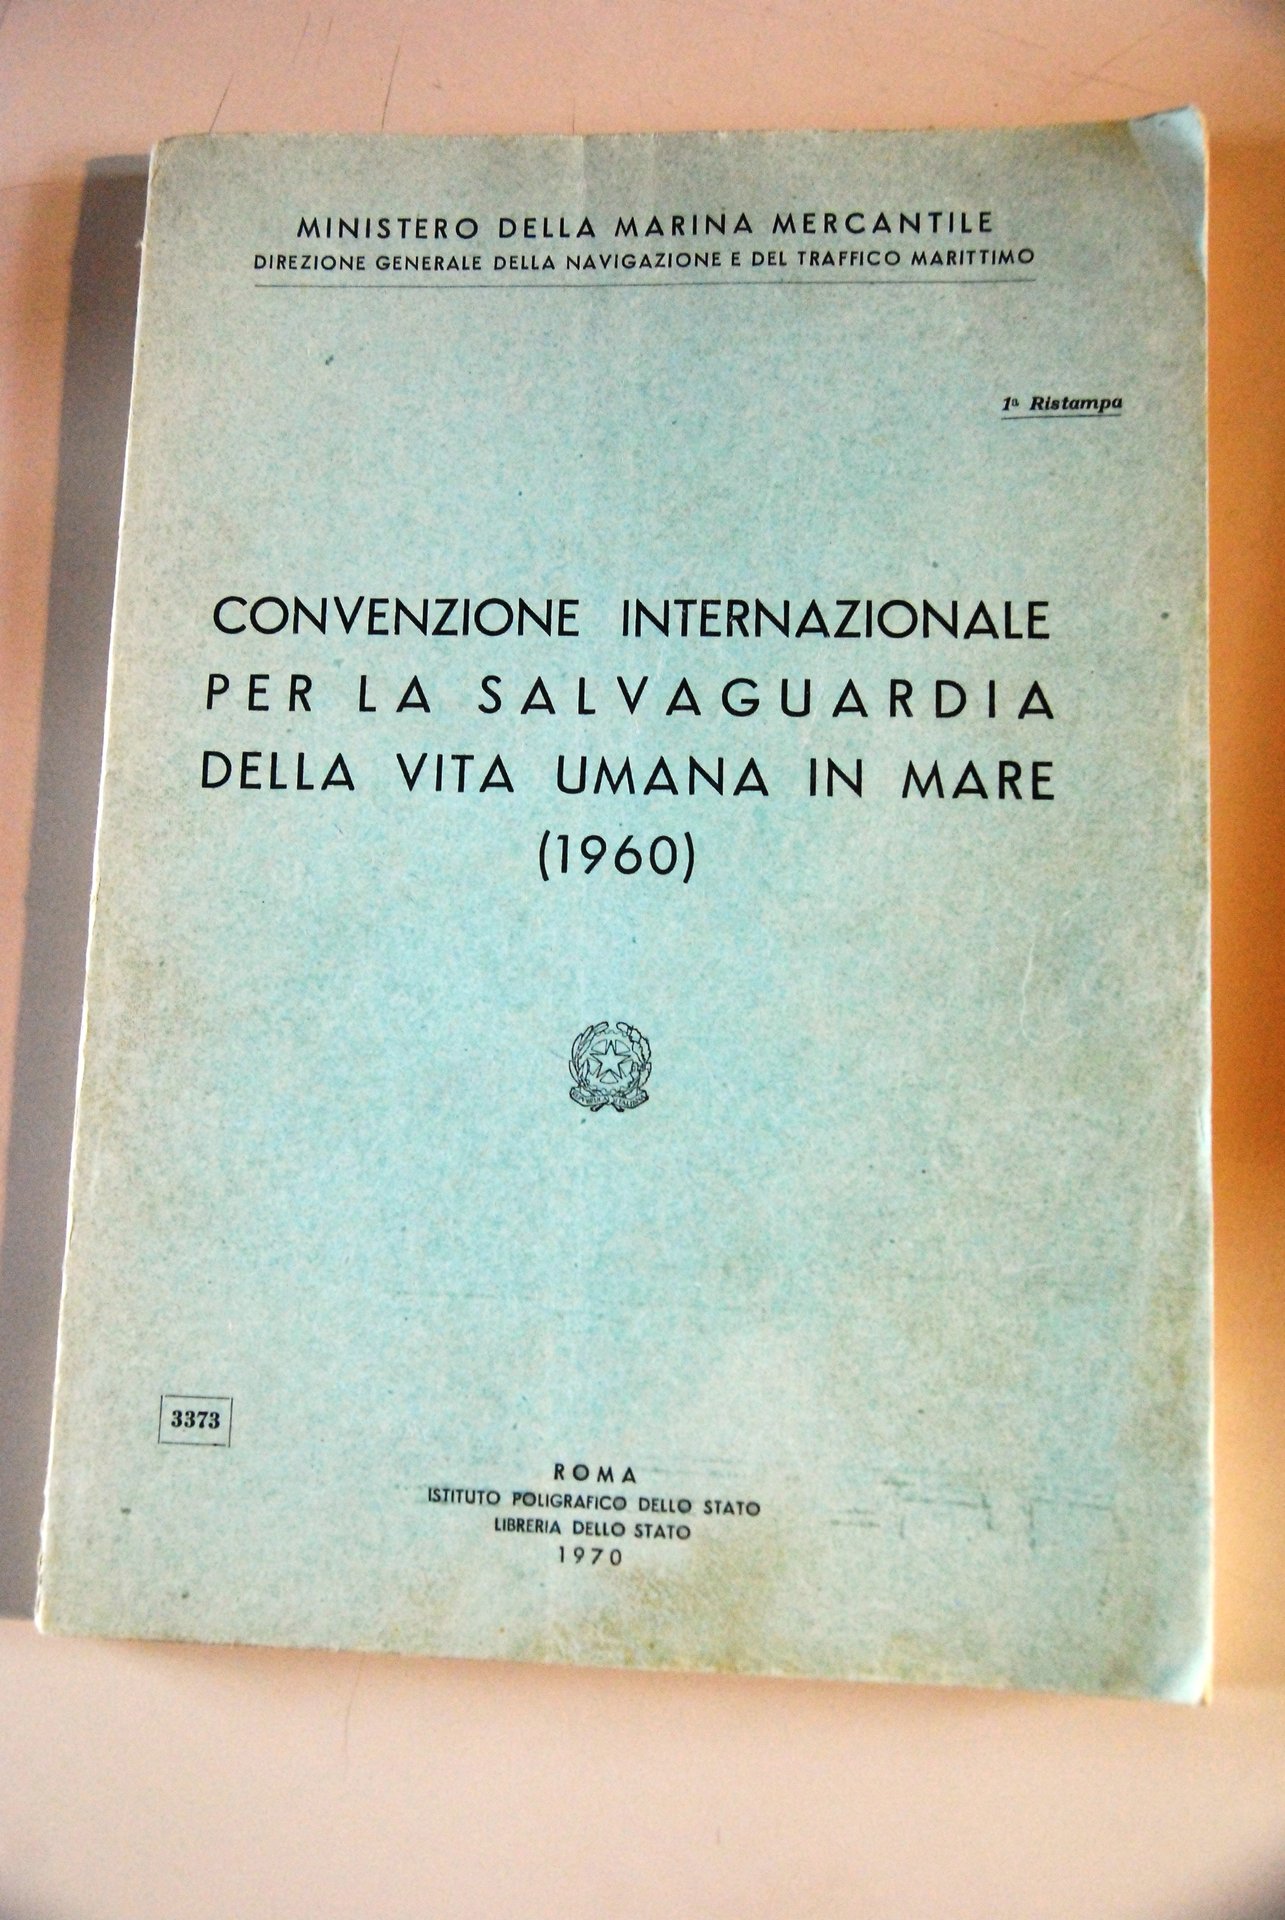 MINISTERO DELLA MARINA MERCANTILE
DIREZIONE GENERALE DELLA NAVIGAZIONE E DEL TRAFFICO MARITTIMO
1ª Ristampa
CONVENZIONE INTERNAZIONALE
PER LA SALVAGUARDIA
DELLA VITA UMANA IN MARE
(1960)
3373
ROMA
ISTITUTO POLIGRAFICO DELLO STATO
LIBRERIA DELLO STATO
1970